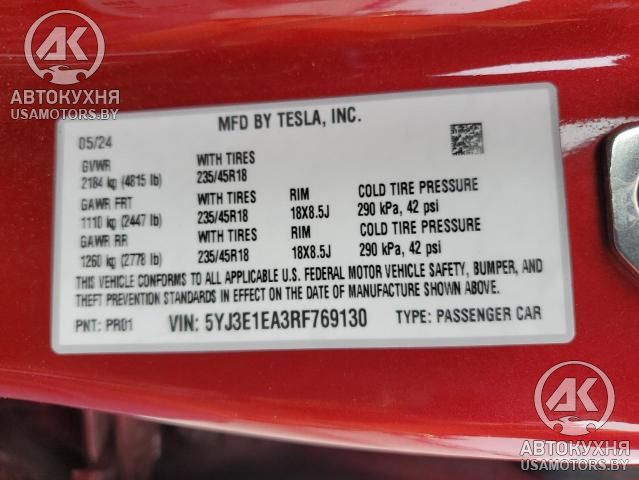 АК
АВТОКУХНЯ
USAMOTORS.BY
MFD BY TESLA, INC.
05/24
GVWR WITH TIRES
2184 kg (4815 lb) 235/45R18
GAWR FRT WITH TIRES RIM COLD TIRE PRESSURE
1110 kg (2447 lb) 235/45R18 18X8.5J 290 kPa, 42 psi
GAWR RR WITH TIRES RIM COLD TIRE PRESSURE
1260 kg (2778 lb) 235/45R18 18X8.5J 290 kPa, 42 psi
THIS VEHICLE CONFORMS TO ALL APPLICABLE U.S. FEDERAL MOTOR VEHICLE SAFETY, BUMPER, AND
THEFT PREVENTION STANDARDS IN EFFECT ON THE DATE OF MANUFACTURE SHOWN ABOVE.
PNT: PR01 VIN: 5YJ3E1EA3RF769130 TYPE: PASSENGER CAR
АК
АВТОКУХНЯ
USAMOTORS.BY